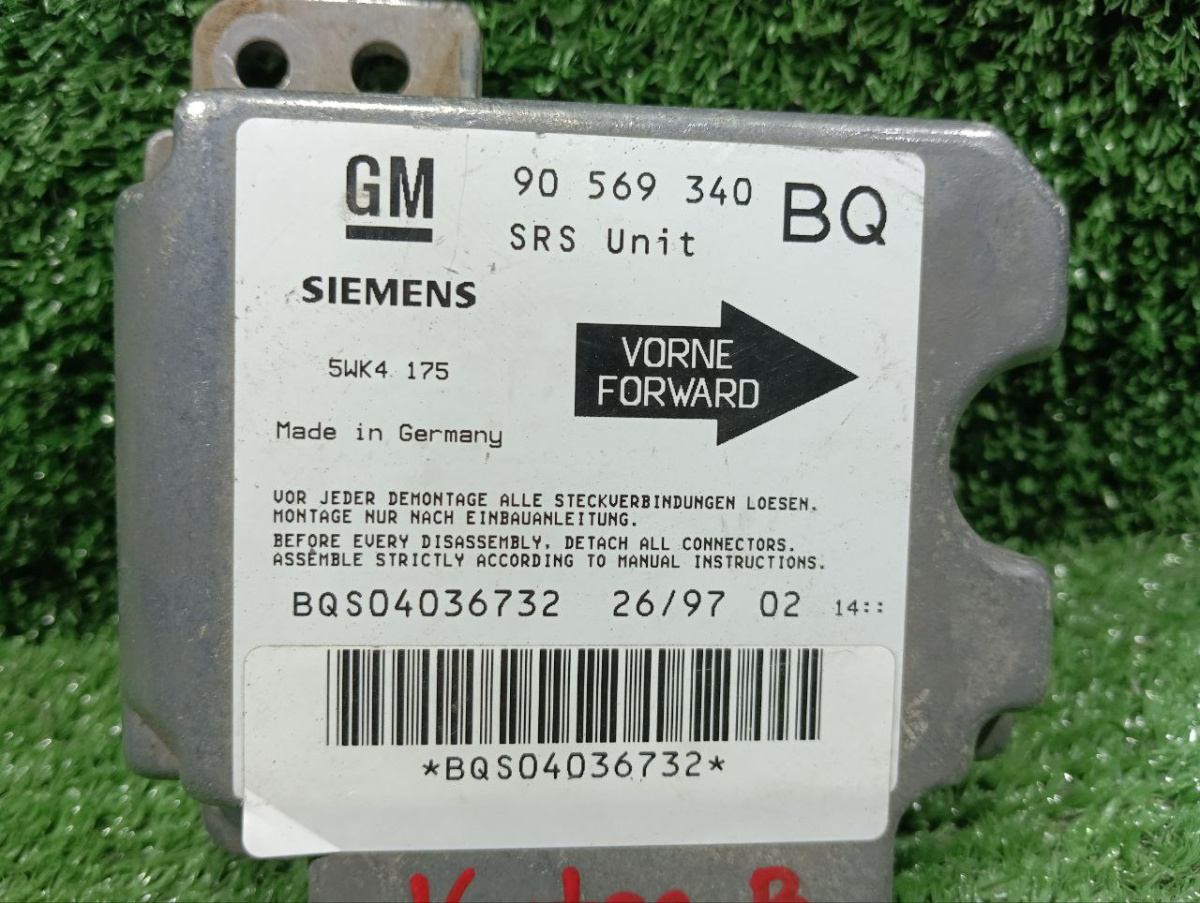 GM 90 569 340 BQ
SRS Unit
SIEMENS
VORNE
FORWARD
5WK4 175
Made in Germany
VOR JEDER DEMONTAGE ALLE STECKVERBINDUNGEN LOESEN.
MONTAGE NUR NACH EINBAUANLEITUNG.
BEFORE EVERY DISASSEMBLY, DETACH ALL CONNECTORS.
ASSEMBLE STRICTLY ACCORDING TO MANUAL INSTRUCTIONS.
BQS04036732 26/97 02 14::
*BQS04036732*
B